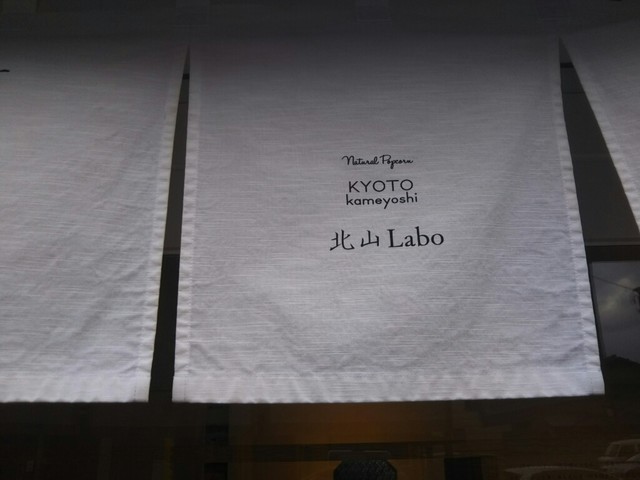 Natural Popcorn
KYOTO
kameyoshi
北山 Labo